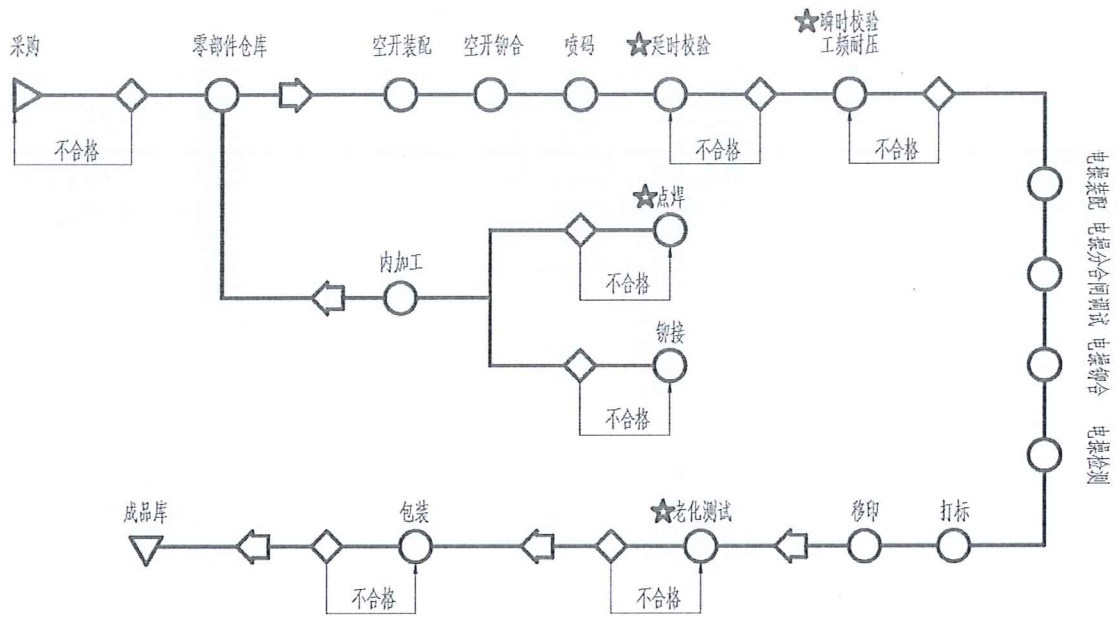 采购
零部件仓库
空开装配
空开铆合
喷码
延时校验
瞬时校验
工频耐压
不合格
不合格
不合格
电操装配
电操分合闸调试
电操铆合
电操检测
点焊
不合格
内加工
铆接
不合格
成品库
包装
老化测试
移印
打标
不合格
不合格